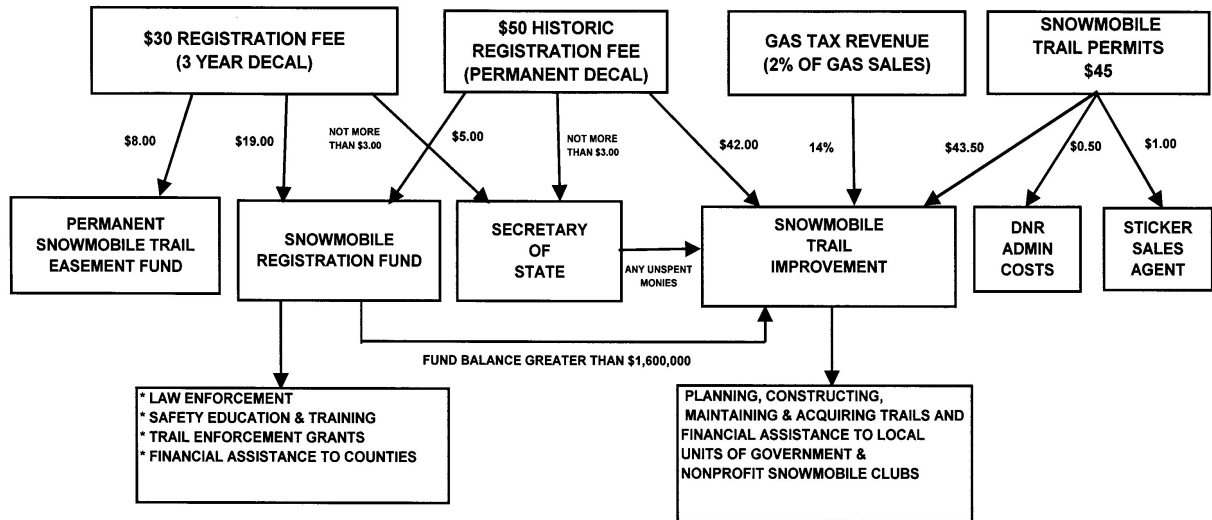 $30 REGISTRATION FEE
(3 YEAR DECAL)
$50 HISTORIC
REGISTRATION FEE
(PERMANENT DECAL)
GAS TAX REVENUE
(2% OF GAS SALES)
SNOWMOBILE
TRAIL PERMITS
$45
$8.00
$19.00
NOT MORE
THAN $3.00
$5.00
NOT MORE
THAN $3.00
$42.00
14%
$43.50
$0.50
$1.00
PERMANENT
SNOWMOBILE TRAIL
EASEMENT FUND
SNOWMOBILE
REGISTRATION FUND
SECRETARY
OF
STATE
ANY UNSPENT
MONIES
SNOWMOBILE
TRAIL
IMPROVEMENT
DNR
ADMIN
COSTS
STICKER
SALES
AGENT
FUND BALANCE GREATER THAN $1,600,000
* LAW ENFORCEMENT
* SAFETY EDUCATION & TRAINING
* TRAIL ENFORCEMENT GRANTS
* FINANCIAL ASSISTANCE TO COUNTIES
PLANNING, CONSTRUCTING,
MAINTAINING & ACQUIRING TRAILS AND
FINANCIAL ASSISTANCE TO LOCAL
UNITS OF GOVERNMENT &
NONPROFIT SNOWMOBILE CLUBS